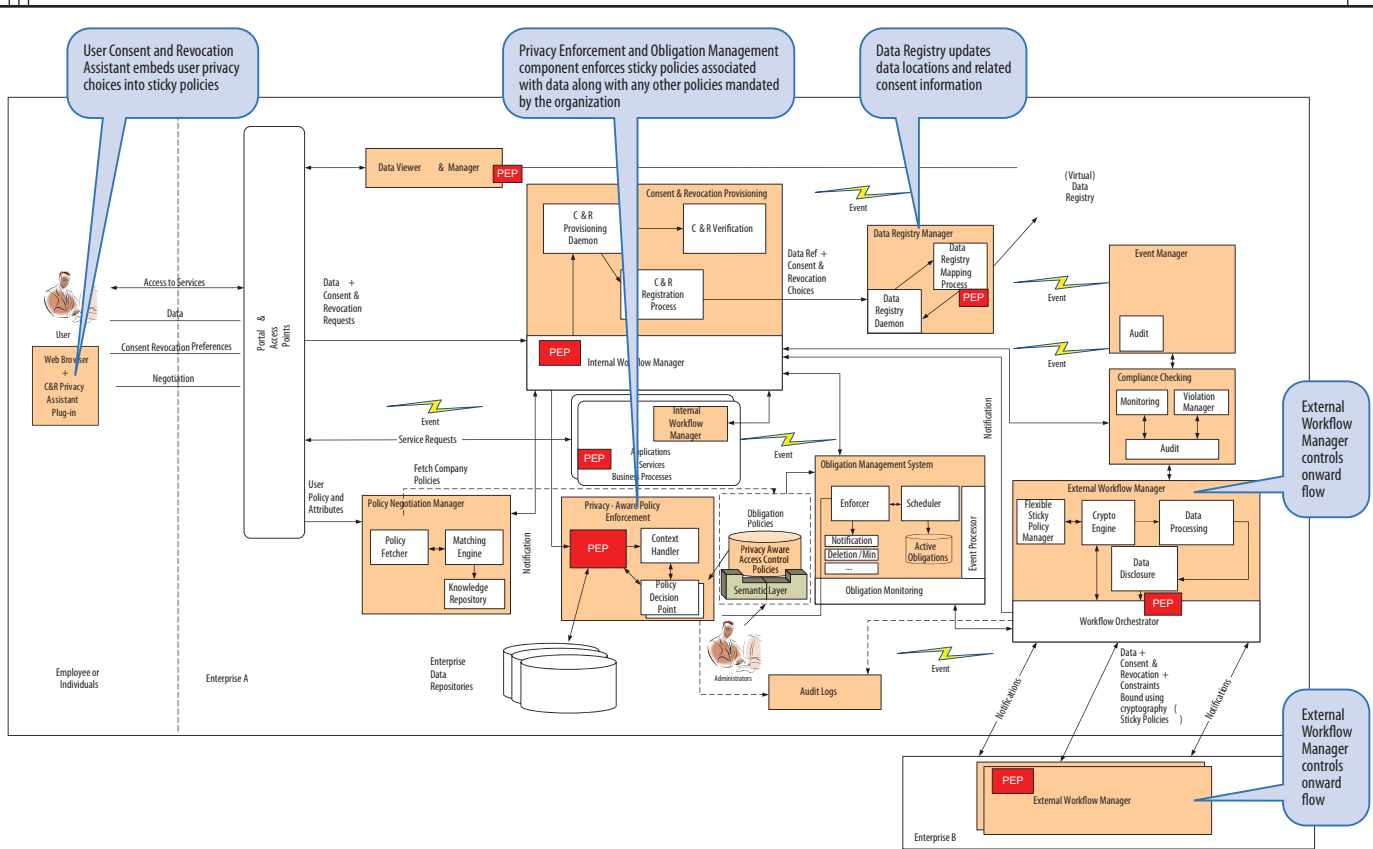 User Consent and Revocation
Assistant embeds user privacy
choices into sticky policies
Privacy Enforcement and Obligation Management
component enforces sticky policies associated
with data along with any other policies mandated
by the organization
Data Registry updates
data locations and related
consent information
Data Viewer & Manager
PEP
(Virtual)
Data
Registry
Consent & Revocation Provisioning
C & R
Provisioning
Daemon
C & R Verification
C & R
Registration
Process
Event
Data Ref +
Consent &
Revocation
Choices
Data Registry Manager
Data
Registry
Mapping
Process
PEP
Data
Registry
Daemon
Event Manager
Audit
Event
Event
User
Access to Services
Data
Consent Revocation Preferences
Negotiation
Web Browser
+
C&R Privacy
Assistant
Plug-in
Portal &
Access
Points
Data +
Consent &
Revocation
Requests
PEP
Internal Workflow Manager
Compliance Checking
Monitoring
Violation
Manager
Audit
External
Workflow
Manager
controls
onward
flow
Event
Service Requests
Internal
Workflow
Manager
PEP
Applications
Services
Business Processes
Event
Notification
Fetch Company
Policies
User
Policy and
Attributes
Policy Negotiation Manager
Policy
Fetcher
Matching
Engine
Knowledge
Repository
Notification
Privacy - Aware Policy
Enforcement
PEP
Context
Handler
Policy
Decision
Point
Obligation
Policies
Privacy Aware
Access Control
Policies
Semantic Layer
Obligation Management System
Enforcer
Scheduler
Notification
Deletion /Min
....
Active
Obligations
Event Processor
Obligation Monitoring
External Workflow Manager
Flexible
Sticky
Policy
Manager
Crypto
Engine
Data
Processing
Data
Disclosure
PEP
Workflow Orchestrator
Employee or
Individuals
Enterprise A
Enterprise
Data
Repositories
Administrators
Audit Logs
Event
Notifications
Data +
Consent &
Revocation +
Constraints
Bound using
cryptography (
Sticky Policies )
Notifications
External
Workflow
Manager
controls
onward
flow
PEP
External Workflow Manager
Enterprise B